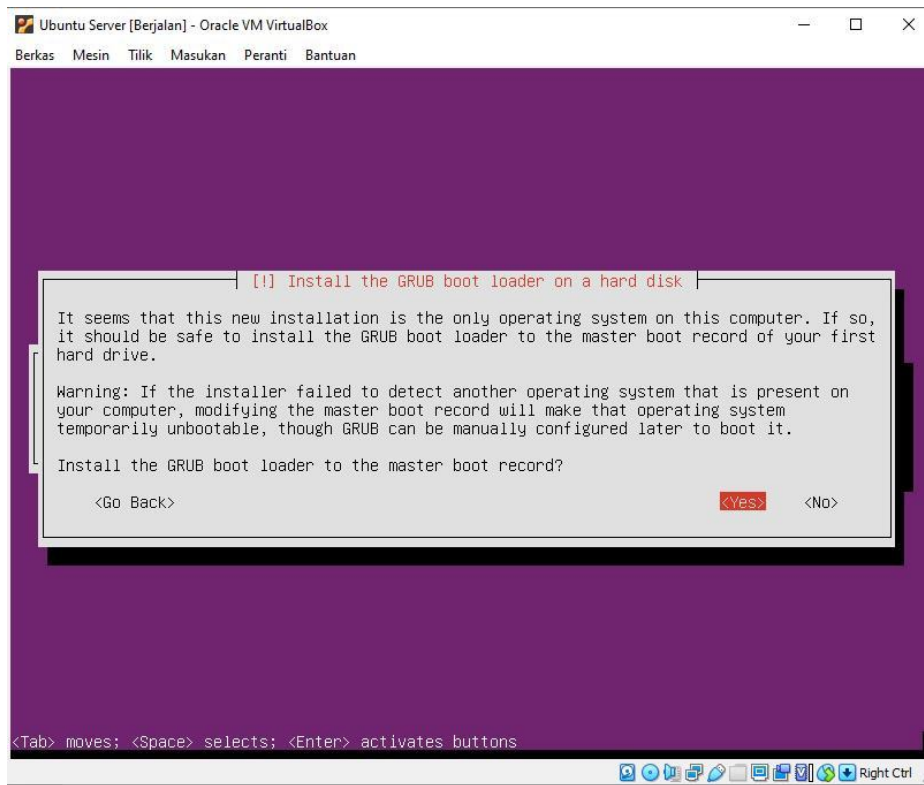 Ubuntu Server [Berjalan] - Oracle VM VirtualBox
Berkas Mesin Tilik Masukan Peranti Bantuan
[!] Install the GRUB boot loader on a hard disk
It seems that this new installation is the only operating system on this computer. If so,
it should be safe to install the GRUB boot loader to the master boot record of your first
hard drive.
Warning: If the installer failed to detect another operating system that is present on
your computer, modifying the master boot record will make that operating system
temporarily unbootable, though GRUB can be manually configured later to boot it.
Install the GRUB boot loader to the master boot record?
<Go Back> <Yes> <No>
<Tab> moves; <Space> selects; <Enter> activates buttons
Right Ctrl